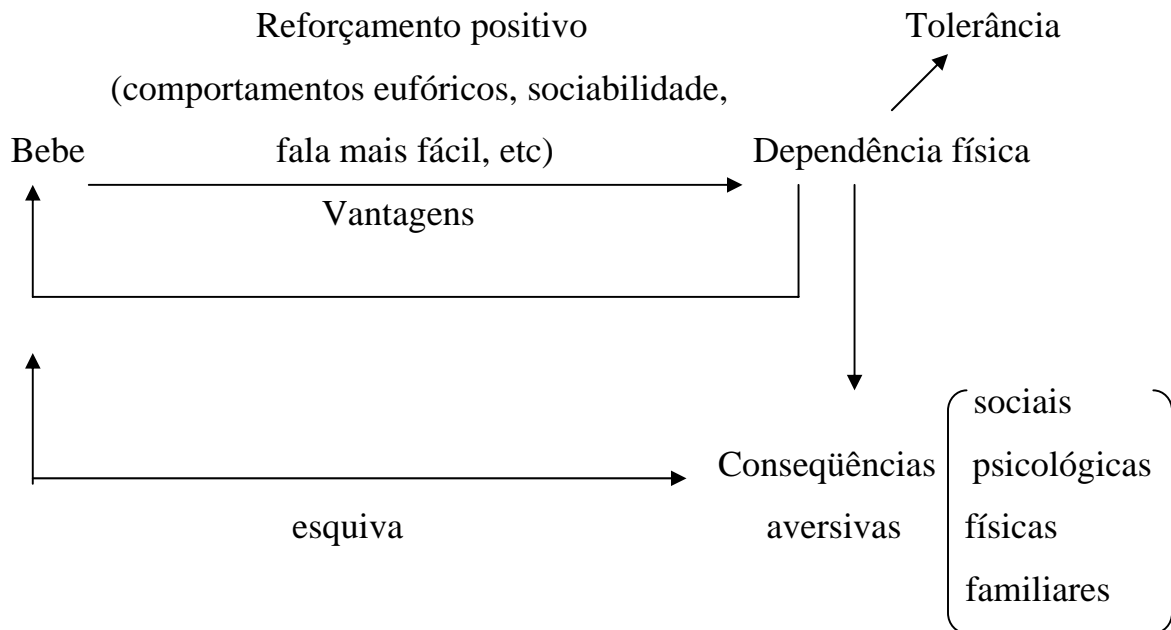 Reforçamento positivo
Tolerância
(comportamentos eufóricos, sociabilidade,
Bebe
fala mais fácil, etc)
Dependência física
Vantagens
sociais
Conseqüências
psicológicas
esquiva
aversivas
físicas
familiares